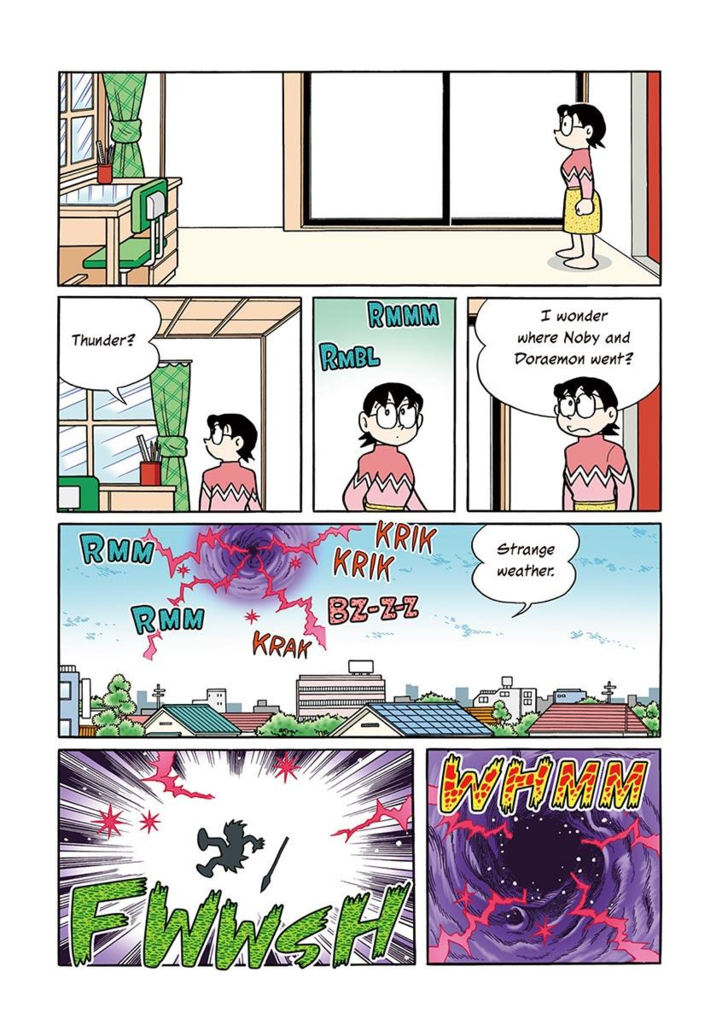 I wonder
where Noby and
Doraemon went?
RMMM
RMBL
Thunder?
Strange
weather.
KRIK
KRIK
BZ-Z-Z
KRAK
RMM
RMM
WHMM
FWWSH